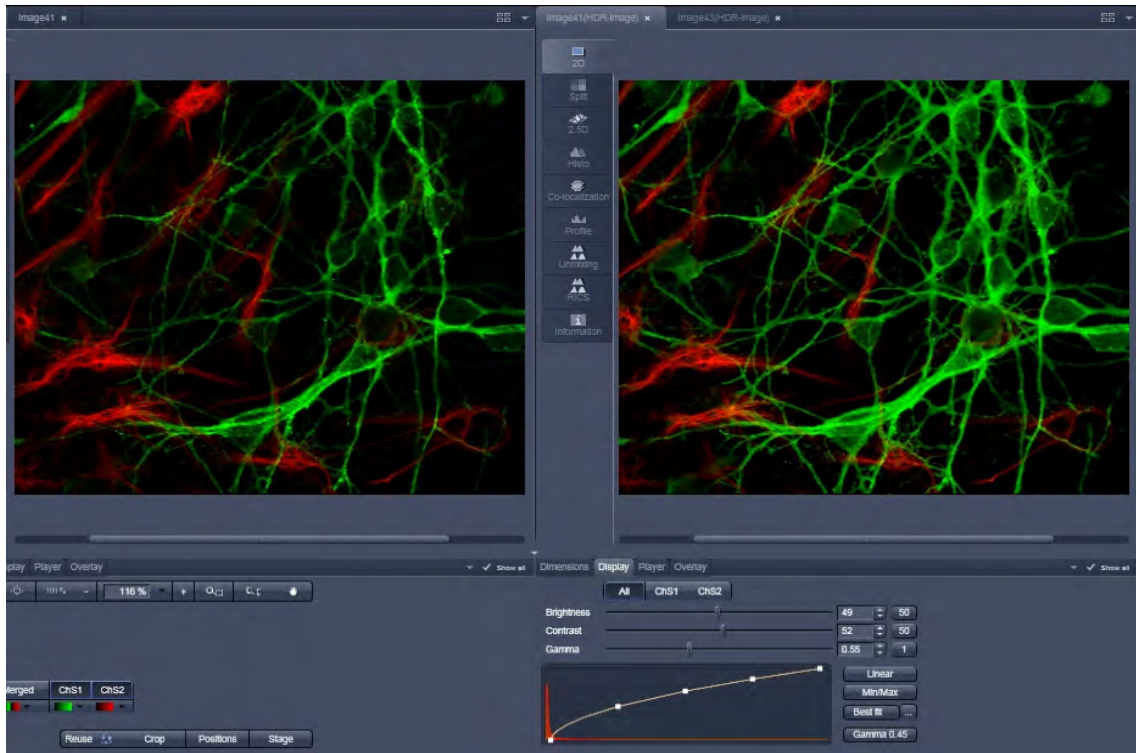 Image41 ×
Image41(HDR-Image) ×
Image43(HDR-Image) ×
2D
Split
2.5D
Histo
Co-localization
Profile
Unmixing
RICS
Information
Player
Overlay
Show all
116 %
+
Merged
ChS1
ChS2
Reuse
Crop
Positions
Stage
Dimensions
Display
Player
Overlay
Show all
All
ChS1
ChS2
Brightness 49 50
Contrast 52 50
Gamma 0.55 1
Linear
Min/Max
Best fit ...
Gamma 0.45